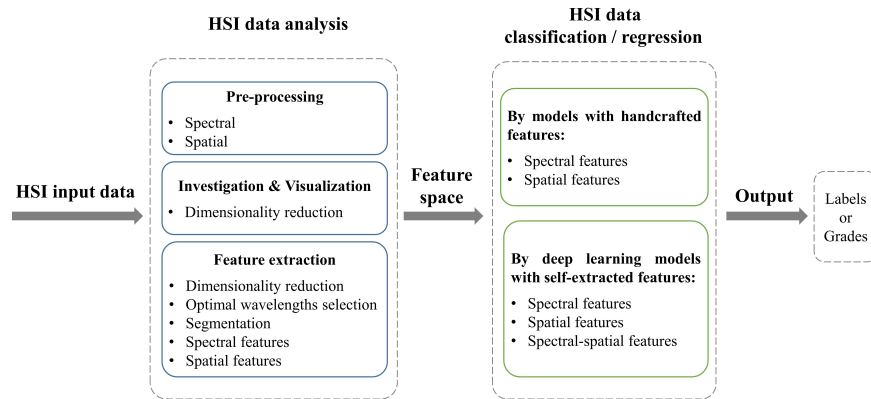 HSI data analysis
HSI data
classification / regression
HSI input data
Pre-processing
• Spectral
• Spatial
Investigation & Visualization
• Dimensionality reduction
Feature extraction
• Dimensionality reduction
• Optimal wavelengths selection
• Segmentation
• Spectral features
• Spatial features
Feature
space
By models with handcrafted
features:
• Spectral features
• Spatial features
By deep learning models
with self-extracted features:
• Spectral features
• Spatial features
• Spectral-spatial features
Output
Labels
or
Grades